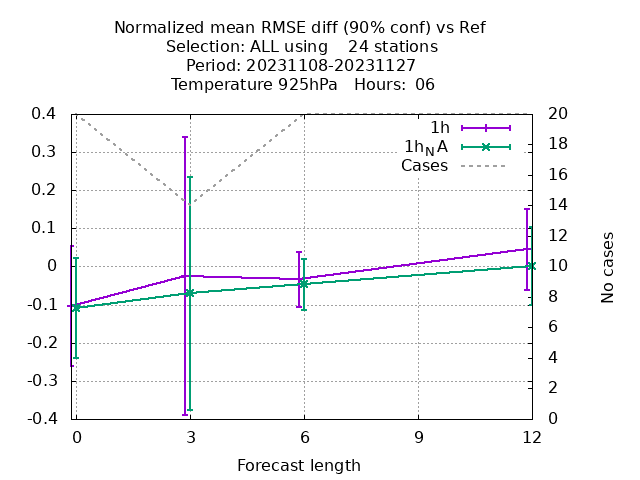 Normalized mean RMSE diff (90% conf) vs Ref
Selection: ALL using 24 stations
Period: 20231108-20231127
Temperature 925hPa Hours: 06
1h
1h_NA
Cases
0.4
0.3
0.2
0.1
0
-0.1
-0.2
-0.3
-0.4
20
18
16
14
12
10
8
6
4
2
0
No cases
0 3 6 9 12
Forecast length